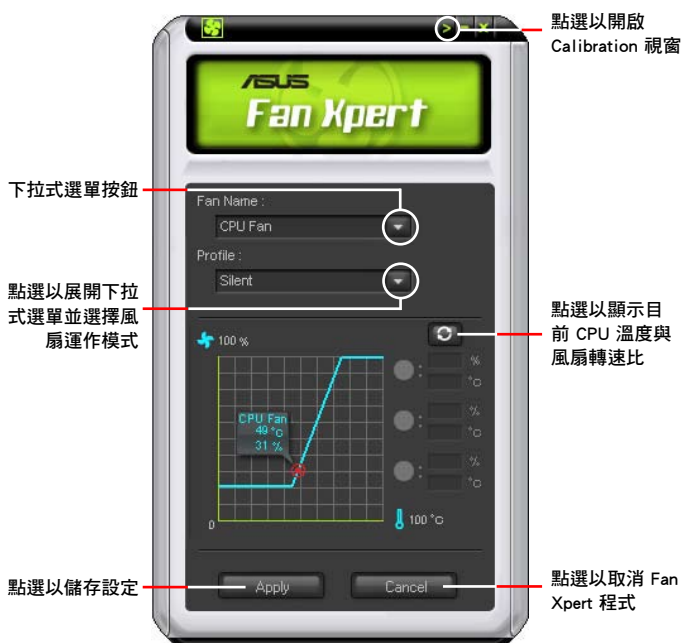 點選以開啟
Calibration 視窗
ASUS
Fan Xpert
下拉式選單按鈕
Fan Name :
CPU Fan
Profile :
Silent
點選以展開下拉
式選單並選擇風
扇運作模式
點選以顯示目
前 CPU 溫度與
風扇轉速比
100 %
%
°C
CPU Fan
49 °C
31 %
%
°C
%
°C
0
100 °C
點選以儲存設定
Apply
Cancel
點選以取消 Fan
Xpert 程式